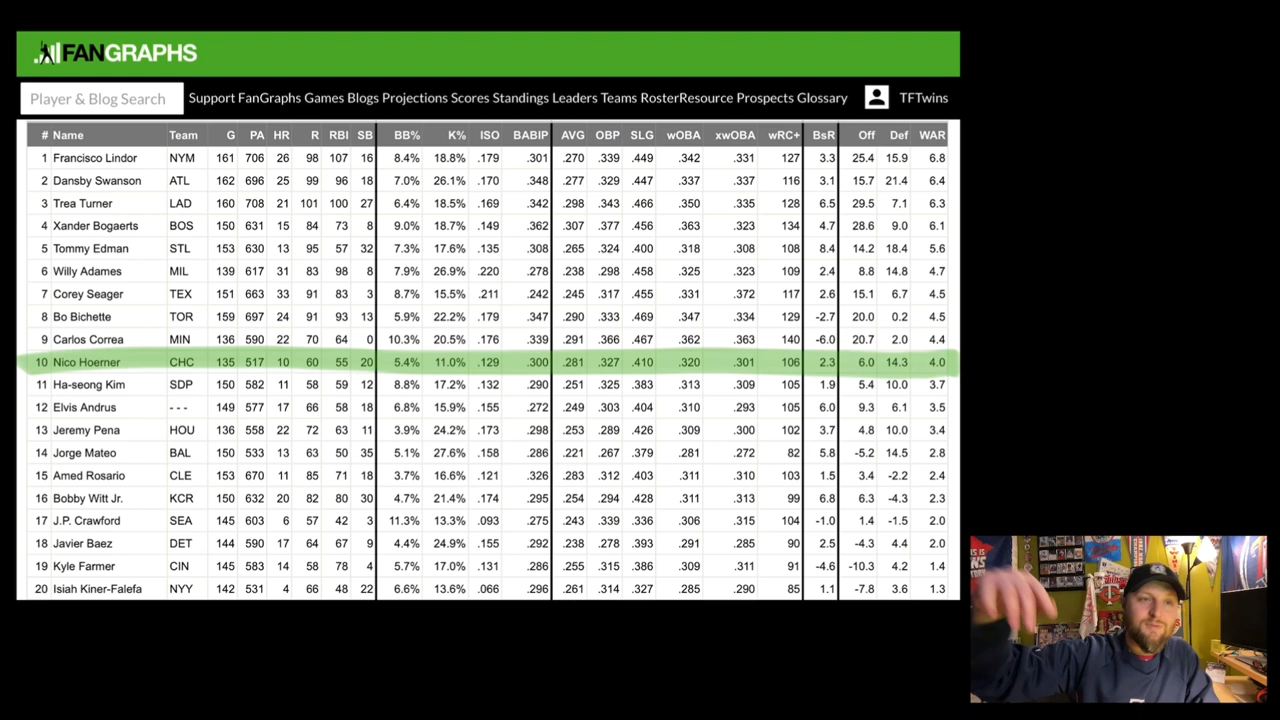 FANGRAPHS
Player & Blog Search Support FanGraphs Games Blogs Projections Scores Standings Leaders Teams RosterResource Prospects Glossary TFTwins
# Name Team G PA HR R RBI SB BB% K% ISO BABIP AVG OBP SLG wOBA xwOBA wRC+ BsR Off Def WAR
1 Francisco Lindor NYM 161 706 26 98 107 16 8.4% 18.8% .179 .301 .270 .339 .449 .342 .331 127 3.3 25.4 15.9 6.8
2 Dansby Swanson ATL 162 696 25 99 96 18 7.0% 26.1% .170 .348 .277 .329 .447 .337 .337 116 3.1 15.7 21.4 6.4
3 Trea Turner LAD 160 708 21 101 100 27 6.4% 18.5% .169 .342 .298 .343 .466 .350 .335 128 6.5 29.5 7.1 6.3
4 Xander Bogaerts BOS 150 631 15 84 73 8 9.0% 18.7% .149 .362 .307 .377 .456 .363 .323 134 4.7 28.6 9.0 6.1
5 Tommy Edman STL 153 630 13 95 57 32 7.3% 17.6% .135 .308 .265 .324 .400 .318 .308 108 8.4 14.2 18.4 5.6
6 Willy Adames MIL 139 617 31 83 98 8 7.9% 26.9% .220 .278 .238 .298 .458 .325 .323 109 2.4 8.8 14.8 4.7
7 Corey Seager TEX 151 663 33 91 83 3 8.7% 15.5% .211 .242 .245 .317 .455 .331 .372 117 2.6 15.1 6.7 4.5
8 Bo Bichette TOR 159 697 24 91 93 13 5.9% 22.2% .179 .347 .290 .333 .469 .347 .334 129 -2.7 20.0 0.2 4.5
9 Carlos Correa MIN 136 590 22 70 64 0 10.3% 20.5% .176 .339 .291 .366 .467 .362 .363 140 -6.0 20.7 2.0 4.4
10 Nico Hoerner CHC 135 517 10 60 55 20 5.4% 11.0% .129 .300 .281 .327 .410 .320 .301 106 2.3 6.0 14.3 4.0
11 Ha-seong Kim SDP 150 582 11 58 59 12 8.8% 17.2% .132 .290 .251 .325 .383 .313 .309 105 1.9 5.4 10.0 3.7
12 Elvis Andrus - - - 149 577 17 66 58 18 6.8% 15.9% .155 .272 .249 .303 .404 .310 .293 105 6.0 9.3 6.1 3.5
13 Jeremy Pena HOU 136 558 22 72 63 11 3.9% 24.2% .173 .298 .253 .289 .426 .309 .300 102 3.7 4.8 10.0 3.4
14 Jorge Mateo BAL 150 533 13 63 50 35 5.1% 27.6% .158 .286 .221 .267 .379 .281 .272 82 5.8 -5.2 14.5 2.8
15 Amed Rosario CLE 153 670 11 85 71 18 3.7% 16.6% .121 .326 .283 .312 .403 .311 .310 103 1.5 3.4 -2.2 2.4
16 Bobby Witt Jr. KCR 150 632 20 82 80 30 4.7% 21.4% .174 .295 .254 .294 .428 .311 .313 99 6.8 6.3 -4.3 2.3
17 J.P. Crawford SEA 145 603 6 57 42 3 11.3% 13.3% .093 .275 .243 .339 .336 .306 .315 104 -1.0 1.4 -1.5 2.0
18 Javier Baez DET 144 590 17 64 67 9 4.4% 24.9% .155 .292 .238 .278 .393 .291 .285 90 2.5 -4.3 4.4 2.0
19 Kyle Farmer CIN 145 583 14 58 78 4 5.7% 17.0% .131 .286 .255 .315 .386 .309 .311 91 -4.6 -10.3 4.2 1.4
20 Isiah Kiner-Falefa NYY 142 531 4 66 48 22 6.6% 13.6% .066 .296 .261 .314 .327 .285 .290 85 1.1 -7.8 3.6 1.3